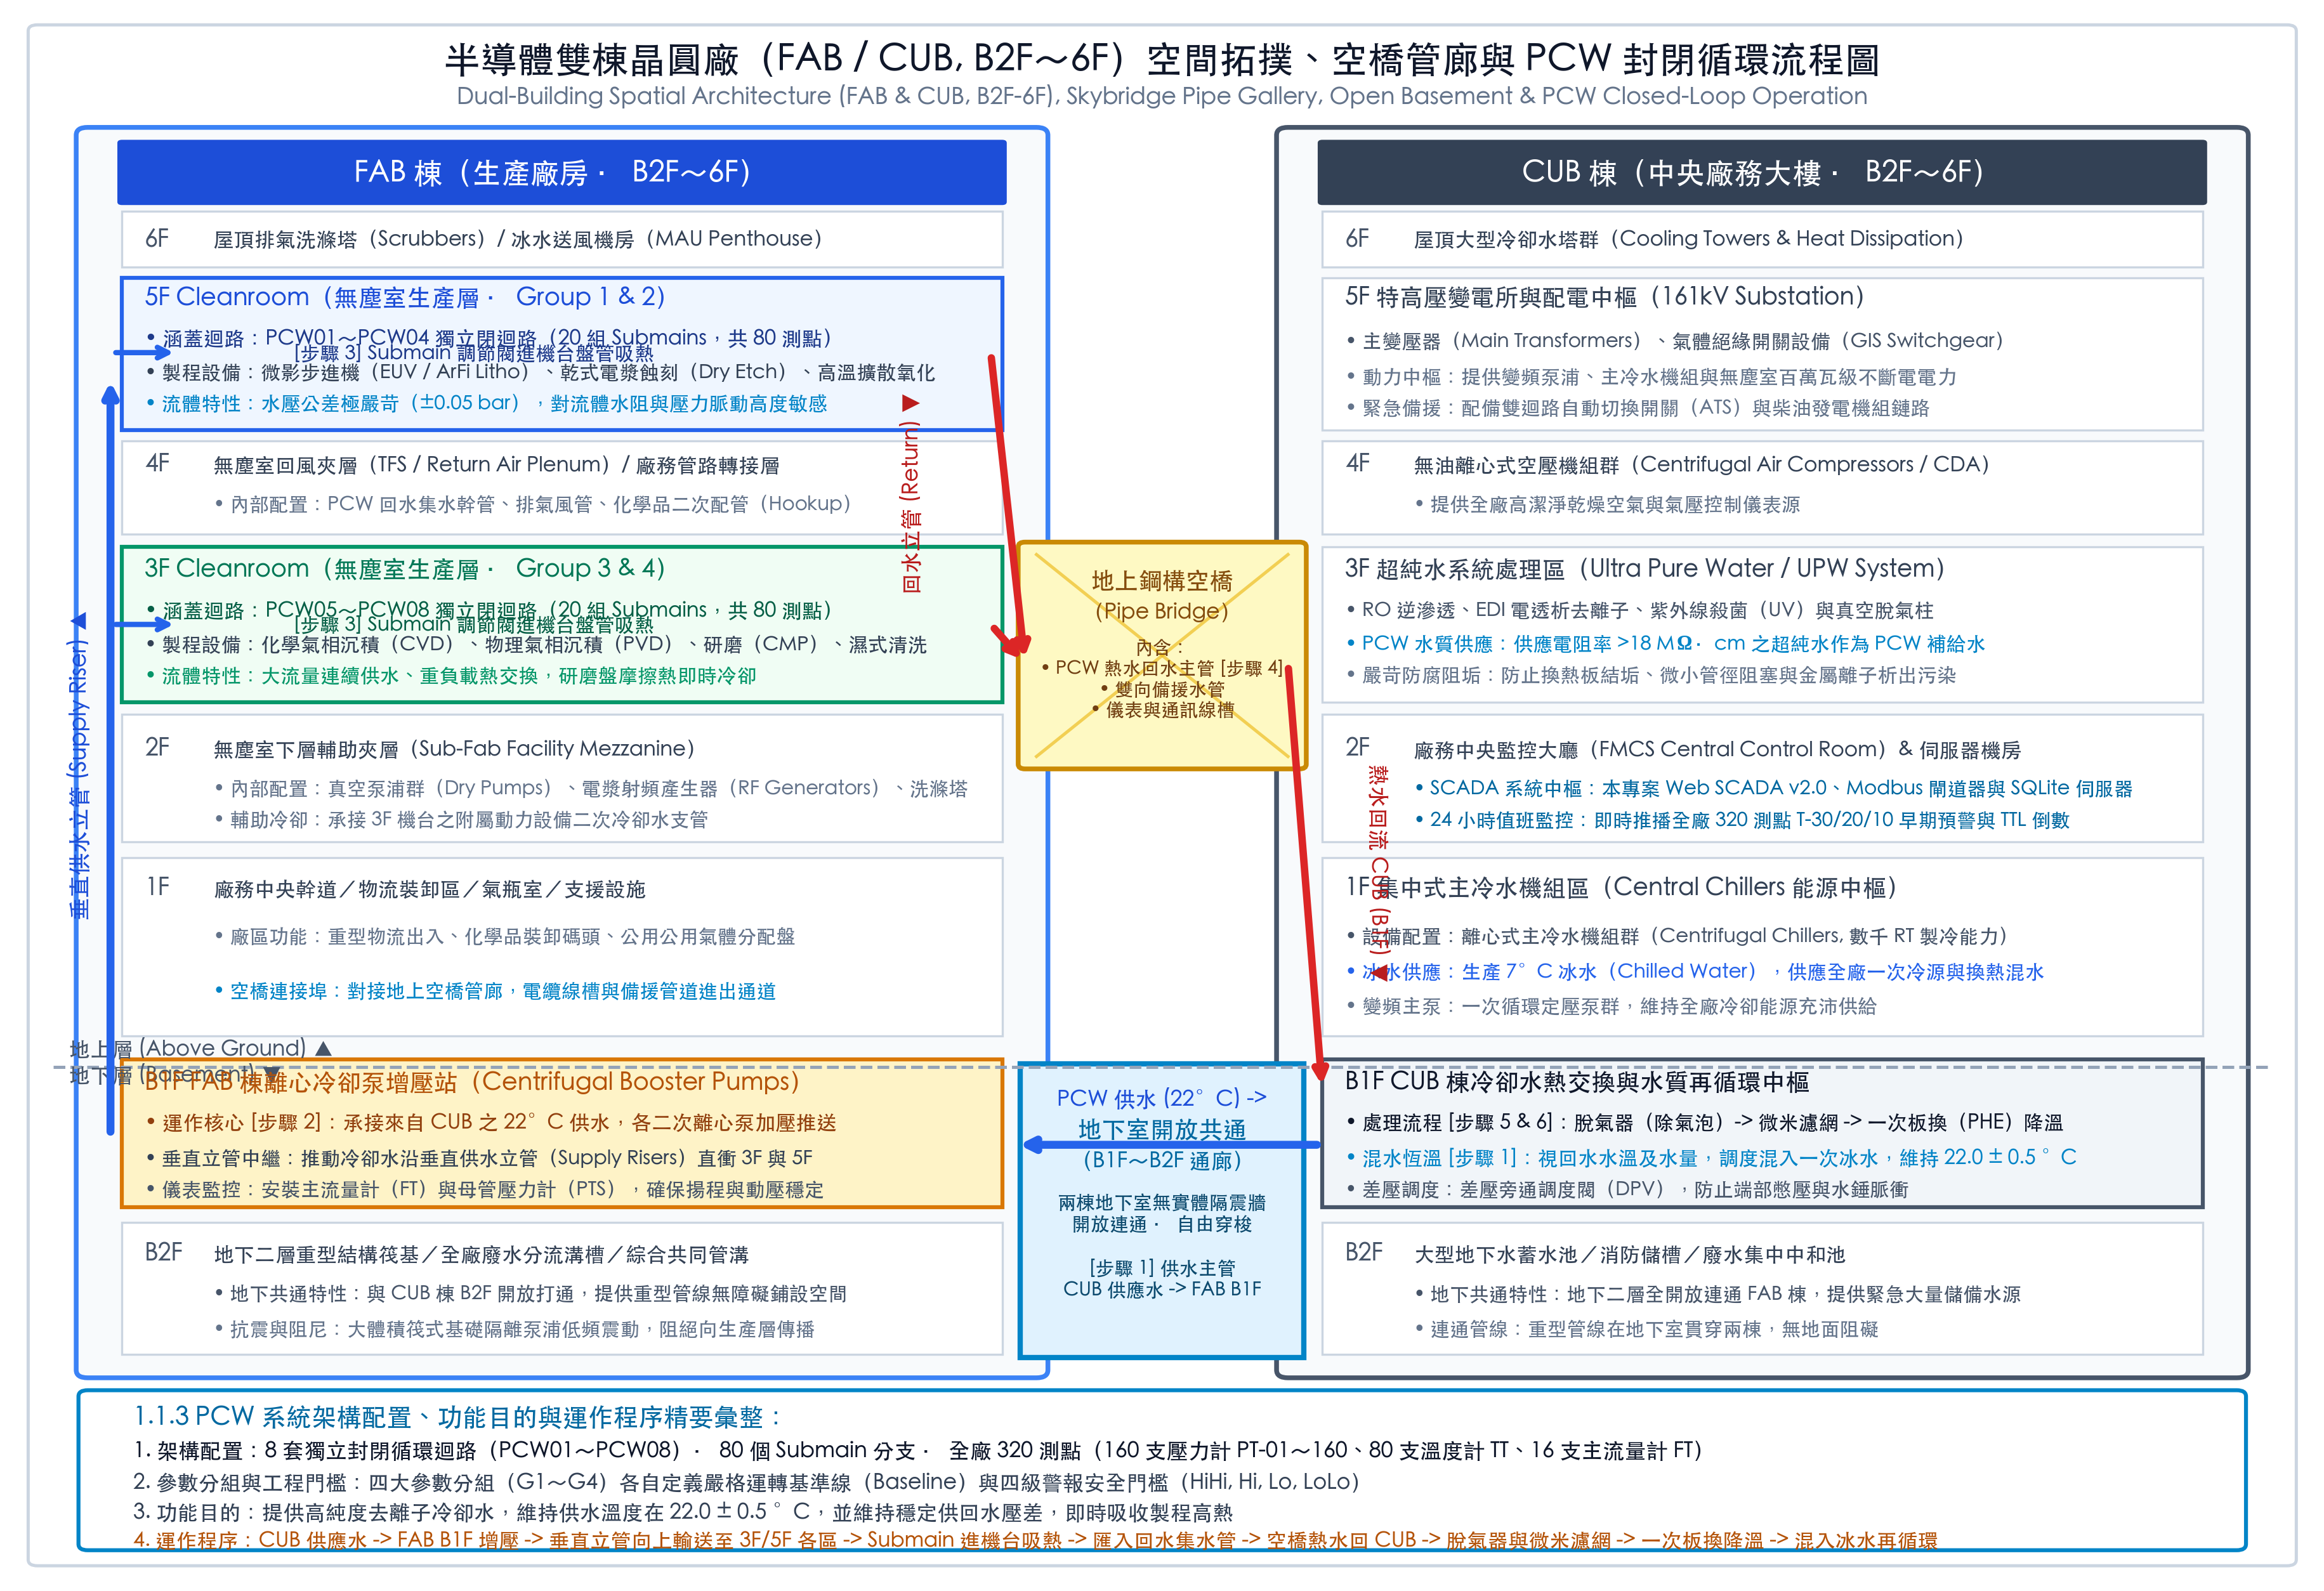 半導體雙棟晶圓廠（FAB / CUB, B2F～6F）空間拓撲、空橋管廊與 PCW 封閉循環流程圖
Dual-Building Spatial Architecture (FAB & CUB, B2F-6F), Skybridge Pipe Gallery, Open Basement & PCW Closed-Loop Operation
FAB 棟（生產廠房 · B2F～6F）
6F 屋頂排氣洗滌塔（Scrubbers）/ 冰水送風機房（MAU Penthouse）
5F Cleanroom（無塵室生產層 · Group 1 & 2）
• 涵蓋迴路：PCW01～PCW04 獨立閉迴路（20 組 Submains，共 80 測點）
[步驟 3] Submain 調節閥進機台盤管吸熱
• 製程設備：微影步進機（EUV / ArFi Litho）、乾式電漿蝕刻（Dry Etch）、高溫擴散氧化
• 流體特性：水壓公差極嚴苛（±0.05 bar），對流體水阻與壓力脈動高度敏感
4F 無塵室回風夾層（TFS / Return Air Plenum）/ 廠務管路轉接層
• 內部配置：PCW 回水集水幹管、排氣風管、化學品二次配管（Hookup）
回水立管 (Return) ▲
3F Cleanroom（無塵室生產層 · Group 3 & 4）
• 涵蓋迴路：PCW05～PCW08 獨立閉迴路（20 組 Submains，共 80 測點）
[步驟 3] Submain 調節閥進機台盤管吸熱
• 製程設備：化學氣相沉積（CVD）、物理氣相沉積（PVD）、研磨（CMP）、濕式清洗
• 流體特性：大流量連續供水、重負載熱交換，研磨盤摩擦熱即時冷卻
2F 無塵室下層輔助夾層（Sub-Fab Facility Mezzanine）
• 內部配置：真空泵浦群（Dry Pumps）、電漿射頻產生器（RF Generators）、洗滌塔
• 輔助冷卻：承接 3F 機台之附屬動力設備二次冷卻水支管
垂直供水立管 (Supply Riser) ▲
1F 廠務中央幹道／物流裝卸區／氣瓶室／支援設施
• 廠區功能：重型物流出入、化學品裝卸碼頭、公用公用氣體分配盤
• 空橋連接埠：對接地上空橋管廊，電纜線槽與備援管道進出通道
地上層 (Above Ground) ▲
地下層 (Basement) ▼
B1F FAB 棟離心冷卻泵增壓站（Centrifugal Booster Pumps）
• 運作核心 [步驟 2]：承接來自 CUB 之 22°C 供水，各二次離心泵加壓推送
• 垂直立管中繼：推動冷卻水沿垂直供水立管（Supply Risers）直衝 3F 與 5F
• 儀表監控：安裝主流量計（FT）與母管壓力計（PTS），確保揚程與動壓穩定
B2F 地下二層重型結構筏基／全廠廢水分流溝槽／綜合共同管溝
• 地下共通特性：與 CUB 棟 B2F 開放打通，提供重型管線無障礙鋪設空間
• 抗震與阻尼：大體積筏式基礎隔離泵浦低頻震動，阻絕向生產層傳播
地上鋼構空橋
(Pipe Bridge)
內含：
• PCW 熱水回水主管 [步驟 4]
• 雙向備援水管
• 儀表與通訊線槽
PCW 供水 (22°C) ->
地下室開放共通
（B1F～B2F 通廊）
兩棟地下室無實體隔震牆
開放連通 · 自由穿梭
[步驟 1] 供水主管
CUB 供應水 -> FAB B1F
CUB 棟（中央廠務大樓 · B2F～6F）
6F 屋頂大型冷卻水塔群（Cooling Towers & Heat Dissipation）
5F 特高壓變電所與配電中樞（161kV Substation）
• 主變壓器（Main Transformers）、氣體絕緣開關設備（GIS Switchgear）
• 動力中樞：提供變頻泵浦、主冷水機組與無塵室百萬瓦級不斷電電力
• 緊急備援：配備雙迴路自動切換開關（ATS）與柴油發電機組鏈路
4F 無油離心式空壓機組群（Centrifugal Air Compressors / CDA）
• 提供全廠高潔淨乾燥空氣與氣壓控制儀表源
3F 超純水系統處理區（Ultra Pure Water / UPW System）
• RO 逆滲透、EDI 電透析去離子、紫外線殺菌（UV）與真空脫氣柱
• PCW 水質供應：供應電阻率 >18 MΩ· cm 之超純水作為 PCW 補給水
• 嚴苛防腐阻垢：防止換熱板結垢、微小管徑阻塞與金屬離子析出污染
2F 廠務中央監控大廳（FMCS Central Control Room）& 伺服器機房
• SCADA 系統中樞：本專案 Web SCADA v2.0、Modbus 閘道器與 SQLite 伺服器
• 24 小時值班監控：即時推播全廠 320 測點 T-30/20/10 早期預警與 TTL 倒數
熱水回流 CUB (B1F) ▼
1F 集中式主冷水機組區（Central Chillers 能源中樞）
• 設備配置：離心式主冷水機組群（Centrifugal Chillers, 數千 RT 製冷能力）
• 冰水供應：生產 7°C 冰水（Chilled Water），供應全廠一次冷源與換熱混水
• 變頻主泵：一次循環定壓泵群，維持全廠冷卻能源充沛供給
B1F CUB 棟冷卻水熱交換與水質再循環中樞
• 處理流程 [步驟 5 & 6]：脫氣器（除氣泡）-> 微米濾網 -> 一次板換（PHE）降溫
• 混水恆溫 [步驟 1]：視回水水溫及水量，調度混入一次冰水，維持 22.0 ± 0.5 °C
• 差壓調度：差壓旁通調度閥（DPV），防止端部憋壓與水錘脈衝
B2F 大型地下水蓄水池／消防儲槽／廢水集中中和池
• 地下共通特性：地下二層全開放連通 FAB 棟，提供緊急大量儲備水源
• 連通管線：重型管線在地下室貫穿兩棟，無地面阻礙
1.1.3 PCW 系統架構配置、功能目的與運作程序精要彙整：
1. 架構配置：8 套獨立封閉循環迴路（PCW01～PCW08）· 80 個 Submain 分支 · 全廠 320 測點（160 支壓力計 PT-01～160、80 支溫度計 TT、16 支主流量計 FT）
2. 參數分組與工程門檻：四大參數分組（G1～G4）各自定義嚴格運轉基準線（Baseline）與四級警報安全門檻（HiHi, Hi, Lo, LoLo）
3. 功能目的：提供高純度去離子冷卻水，維持供水溫度在 22.0 ± 0.5 °C，並維持穩定供回水壓差，即時吸收製程高熱
4. 運作程序：CUB 供應水 -> FAB B1F 增壓 -> 垂直立管向上輸送至 3F/5F 各區 -> Submain 進機台吸熱 -> 匯入回水集水管 -> 空橋熱水回 CUB -> 脫氣器與微米濾網 -> 一次板換降溫 -> 混入冰水再循環